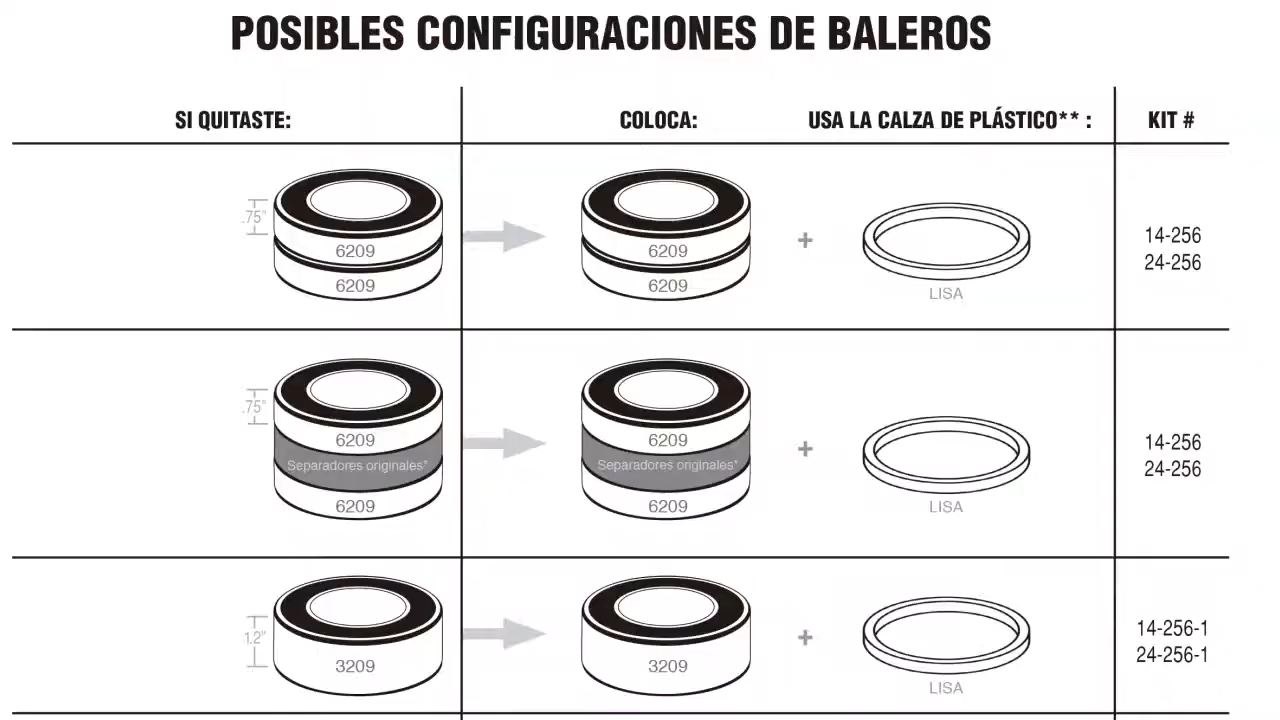 POSIBLES CONFIGURACIONES DE BALEROS
SI QUITASTE:
COLOCA:
USA LA CALZA DE PLÁSTICO** :
KIT #
.75"
6209
6209
6209
6209
+
LISA
14-256
24-256
.75"
6209
Separadores originales*
6209
6209
Separadores originales*
6209
+
LISA
14-256
24-256
1.2"
3209
3209
+
LISA
14-256-1
24-256-1